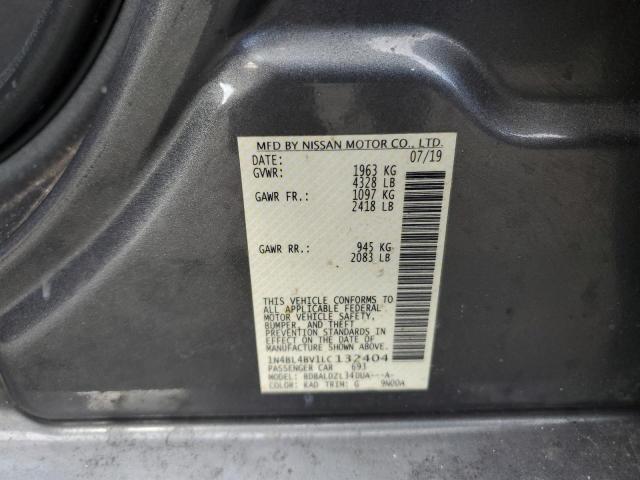 MFD BY NISSAN MOTOR CO., LTD.
DATE: 07/19
GVWR: 1963 KG
4328 LB
GAWR FR.: 1097 KG
2418 LB
GAWR RR.: 945 KG
2083 LB
THIS VEHICLE CONFORMS TO
ALL APPLICABLE FEDERAL
MOTOR VEHICLE SAFETY,
BUMPER, AND THEFT
PREVENTION STANDARDS
IN EFFECT ON THE DATE OF
MANUFACTURE SHOWN ABOVE.
1N4BL4BV1LC132404
PASSENGER CAR 693
MODEL: BDBALDZL34DUA---A-
COLOR: KAD TRIM: G 9N00A